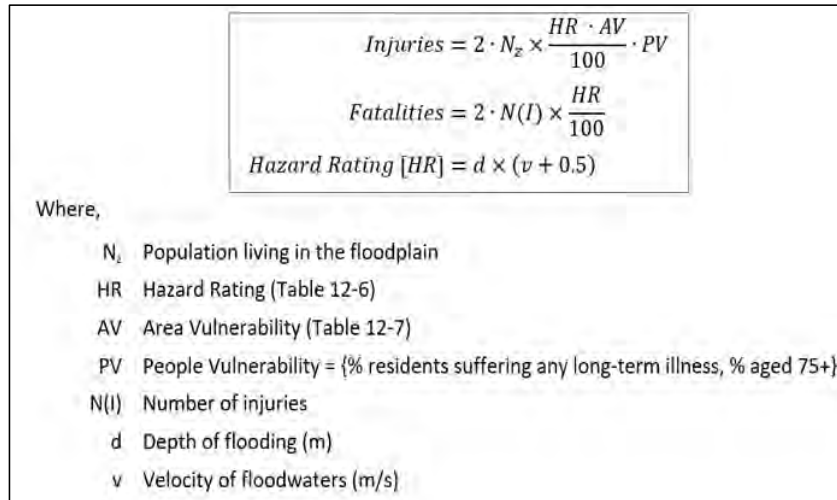 Injuries = 2 · N_z × (HR · AV)/100 · PV
Fatalities = 2 · N(I) × HR/100
Hazard Rating [HR] = d × (v + 0.5)
Where,
N_z Population living in the floodplain
HR Hazard Rating (Table 12-6)
AV Area Vulnerability (Table 12-7)
PV People Vulnerability = {% residents suffering any long-term illness, % aged 75+}
N(I) Number of injuries
d Depth of flooding (m)
v Velocity of floodwaters (m/s)